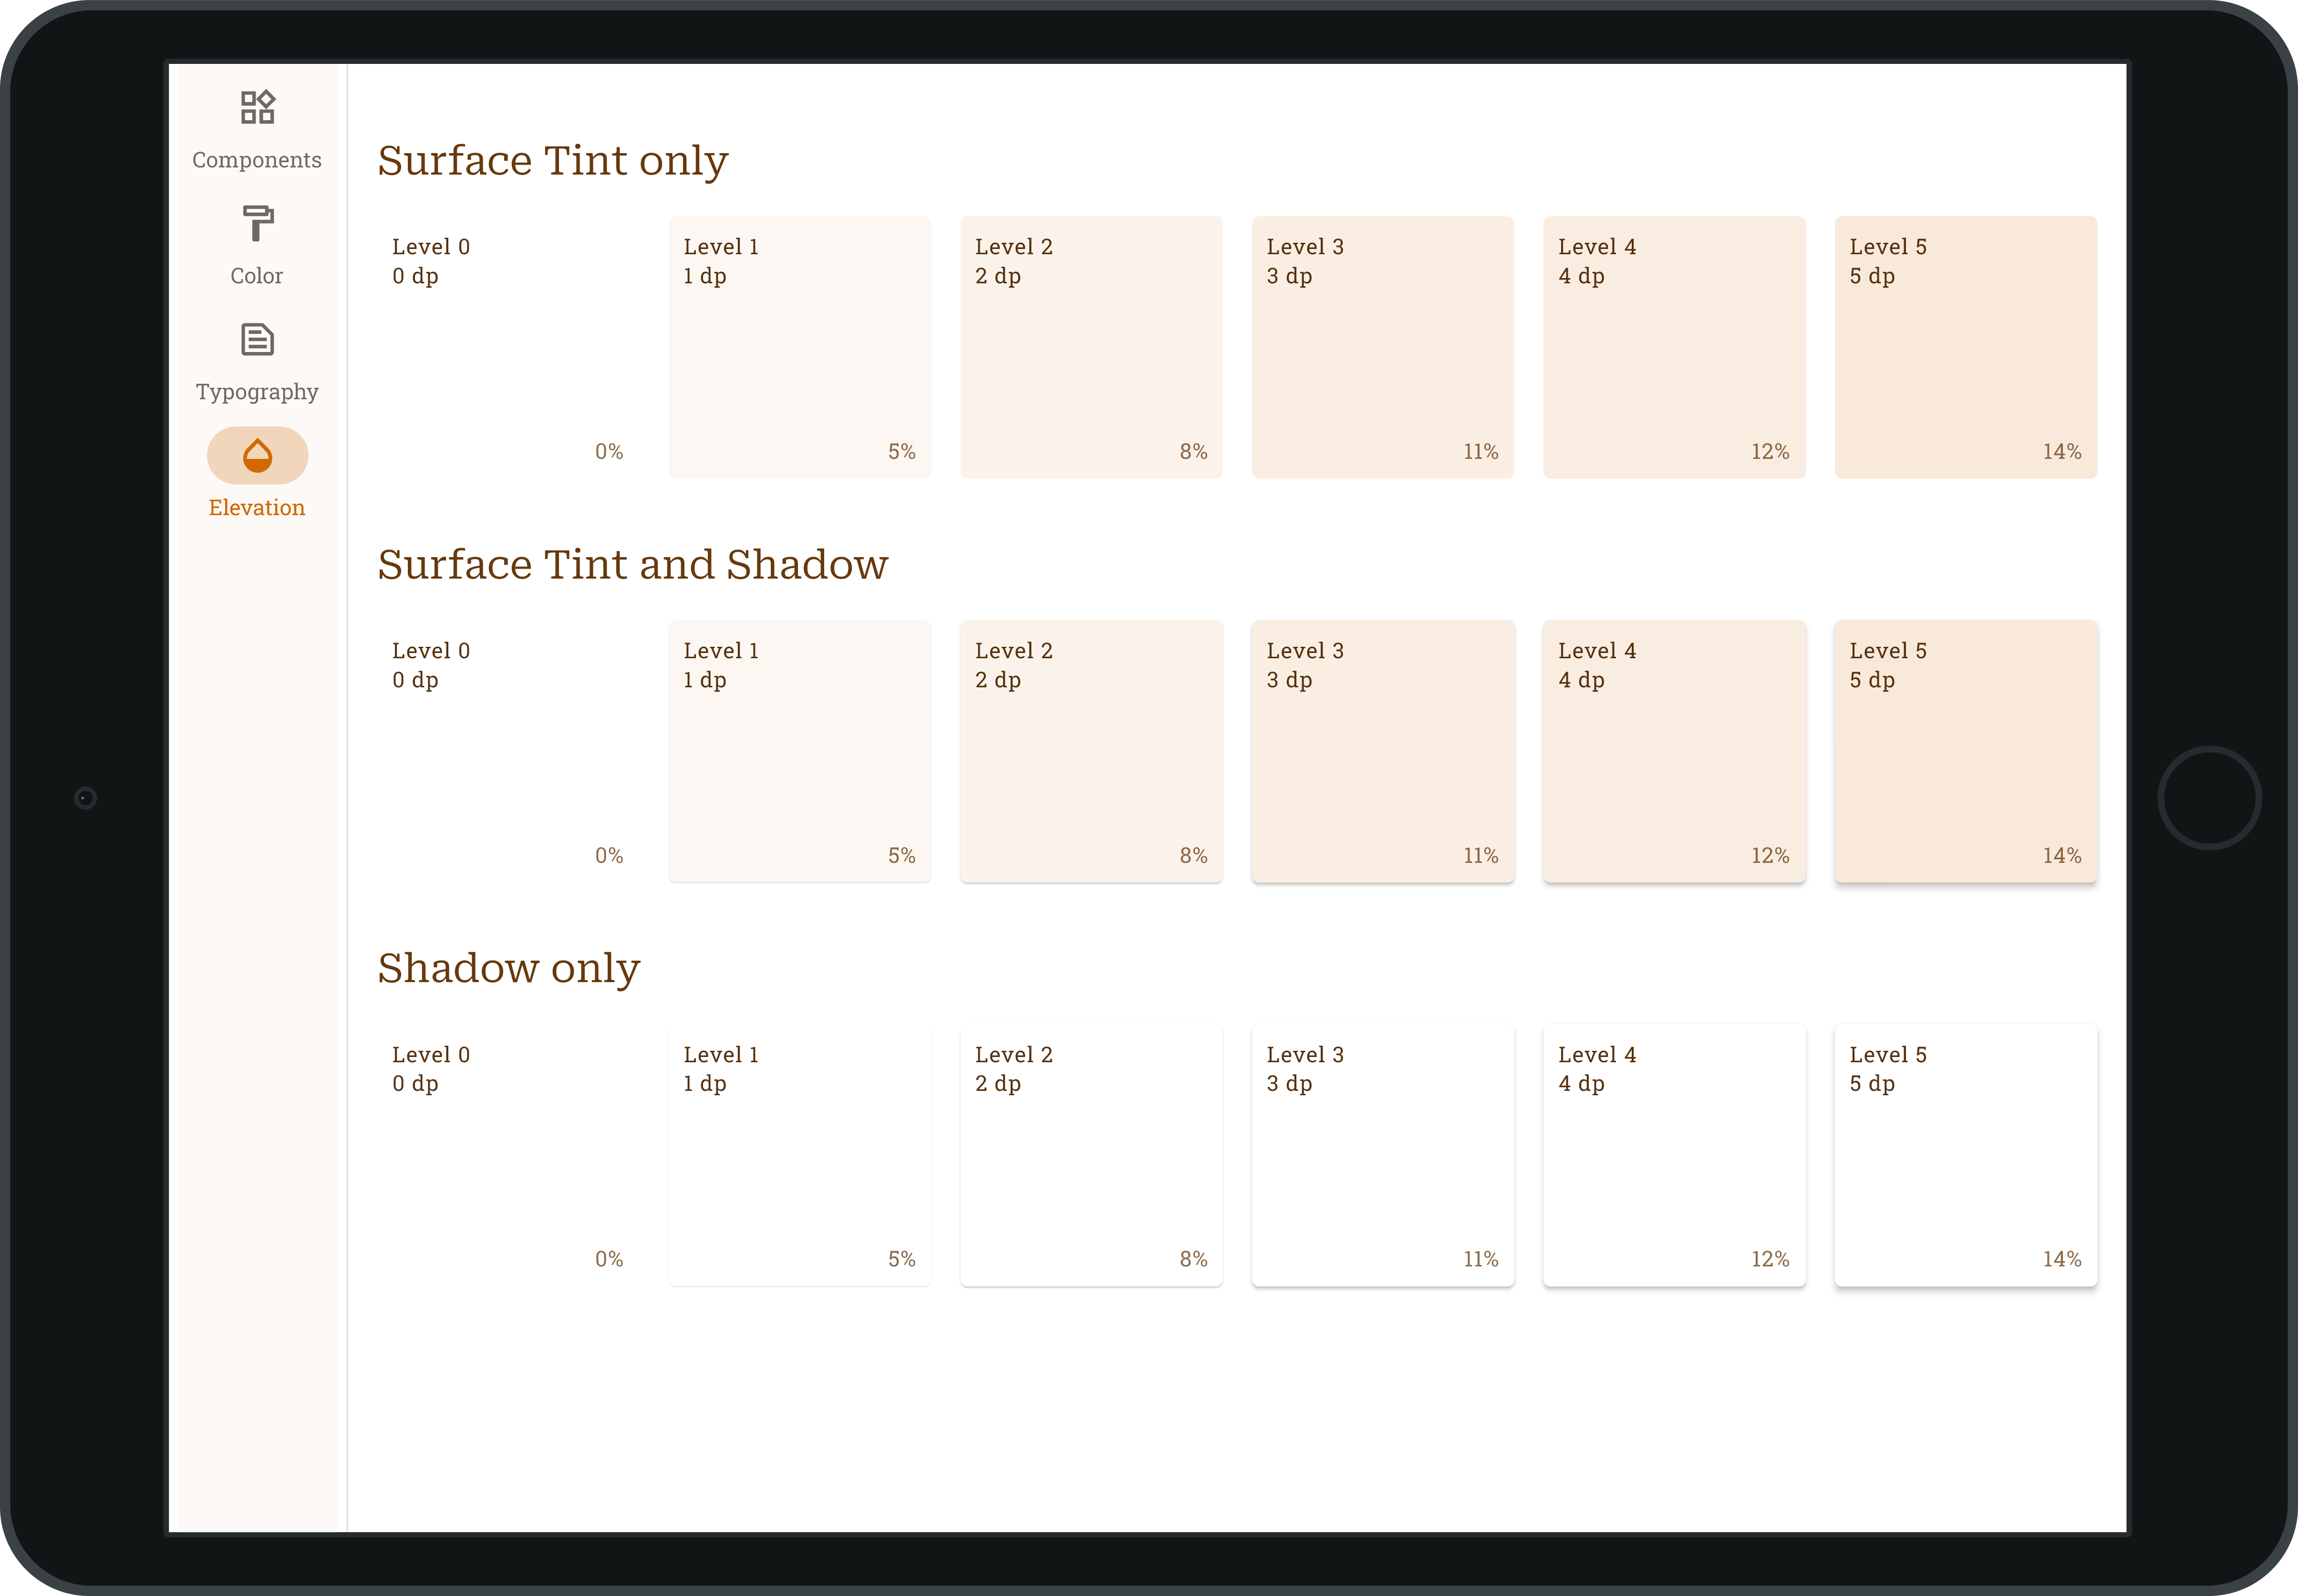 Components
Color
Typography
Elevation
Surface Tint only
Level 0
0 dp
0%
Level 1
1 dp
5%
Level 2
2 dp
8%
Level 3
3 dp
11%
Level 4
4 dp
12%
Level 5
5 dp
14%
Surface Tint and Shadow
Level 0
0 dp
0%
Level 1
1 dp
5%
Level 2
2 dp
8%
Level 3
3 dp
11%
Level 4
4 dp
12%
Level 5
5 dp
14%
Shadow only
Level 0
0 dp
0%
Level 1
1 dp
5%
Level 2
2 dp
8%
Level 3
3 dp
11%
Level 4
4 dp
12%
Level 5
5 dp
14%